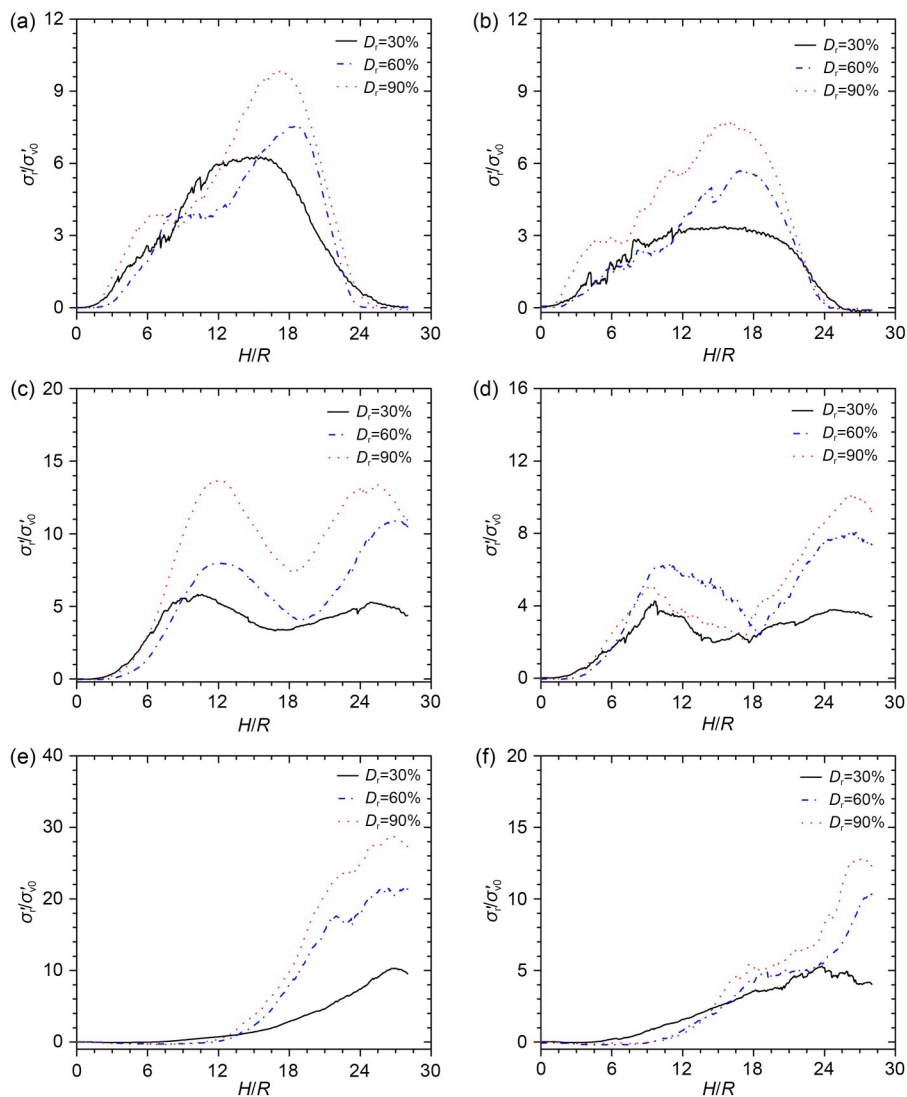 (a)
12
9
6
3
0
σ′r/σ′v0
Dr=30%
Dr=60%
Dr=90%
0 6 12 18 24 30
H/R
(b)
12
9
6
3
0
σ′r/σ′v0
Dr=30%
Dr=60%
Dr=90%
0 6 12 18 24 30
H/R
(c)
20
15
10
5
0
σ′r/σ′v0
Dr=30%
Dr=60%
Dr=90%
0 6 12 18 24 30
H/R
(d)
16
12
8
4
0
σ′r/σ′v0
Dr=30%
Dr=60%
Dr=90%
0 6 12 18 24 30
H/R
(e)
40
30
20
10
0
σ′r/σ′v0
Dr=30%
Dr=60%
Dr=90%
0 6 12 18 24 30
H/R
(f)
20
15
10
5
0
σ′r/σ′v0
Dr=30%
Dr=60%
Dr=90%
0 6 12 18 24 30
H/R